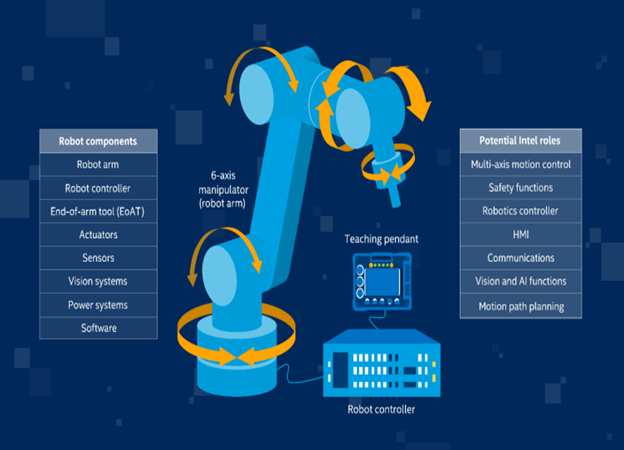 Robot components
Robot arm
Robot controller
End-of-arm tool (EoAT)
Actuators
Sensors
Vision systems
Power systems
Software
6-axis
manipulator
(robot arm)
Teaching pendant
Robot controller
Potential Intel roles
Multi-axis motion control
Safety functions
Robotics controller
HMI
Communications
Vision and AI functions
Motion path planning